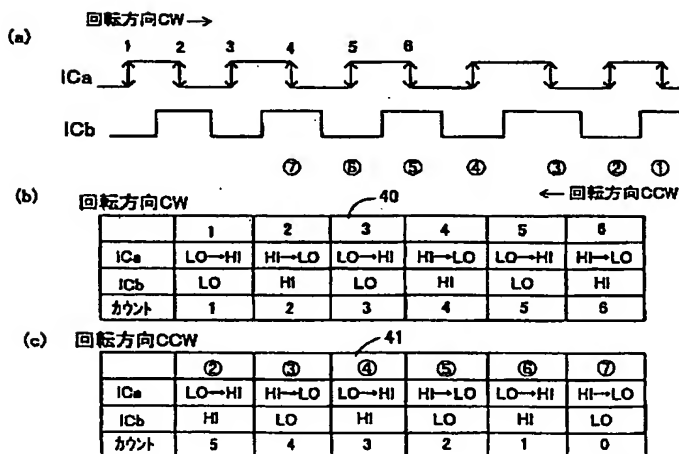 (a) 回転方向CW →
1 2 3 4 5 6
ICa
ICb
⑦ ⑥ ⑤ ④ ③ ② ①
← 回転方向CCW
(b) 回転方向CW 40
1 2 3 4 5 6
ICa LO→HI HI→LO LO→HI HI→LO LO→HI HI→LO
ICb LO HI LO HI LO HI
カウント 1 2 3 4 5 6
(c) 回転方向CCW 41
② ③ ④ ⑤ ⑥ ⑦
ICa LO→HI HI→LO LO→HI HI→LO LO→HI HI→LO
ICb HI LO HI LO HI LO
カウント 5 4 3 2 1 0